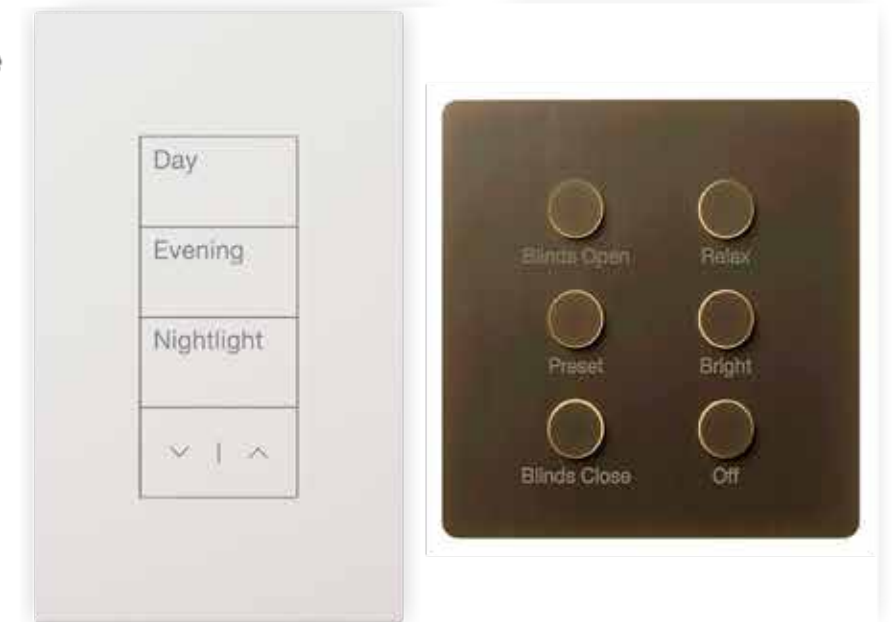 Day
Evening
Nightlight
Blinds Open
Relax
Preset
Bright
Blinds Close
Off